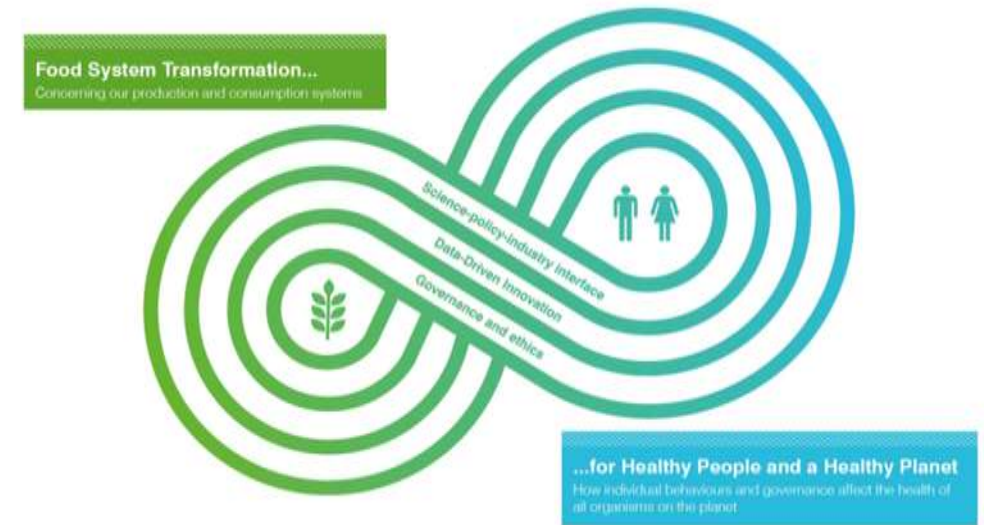 Food System Transformation...
Concerning our production and consumption systems
Science-policy-industry interface
Data-Driven Innovation
Governance and ethics
...for Healthy People and a Healthy Planet
How individual behaviours and governance affect the health of
all organisms on the planet